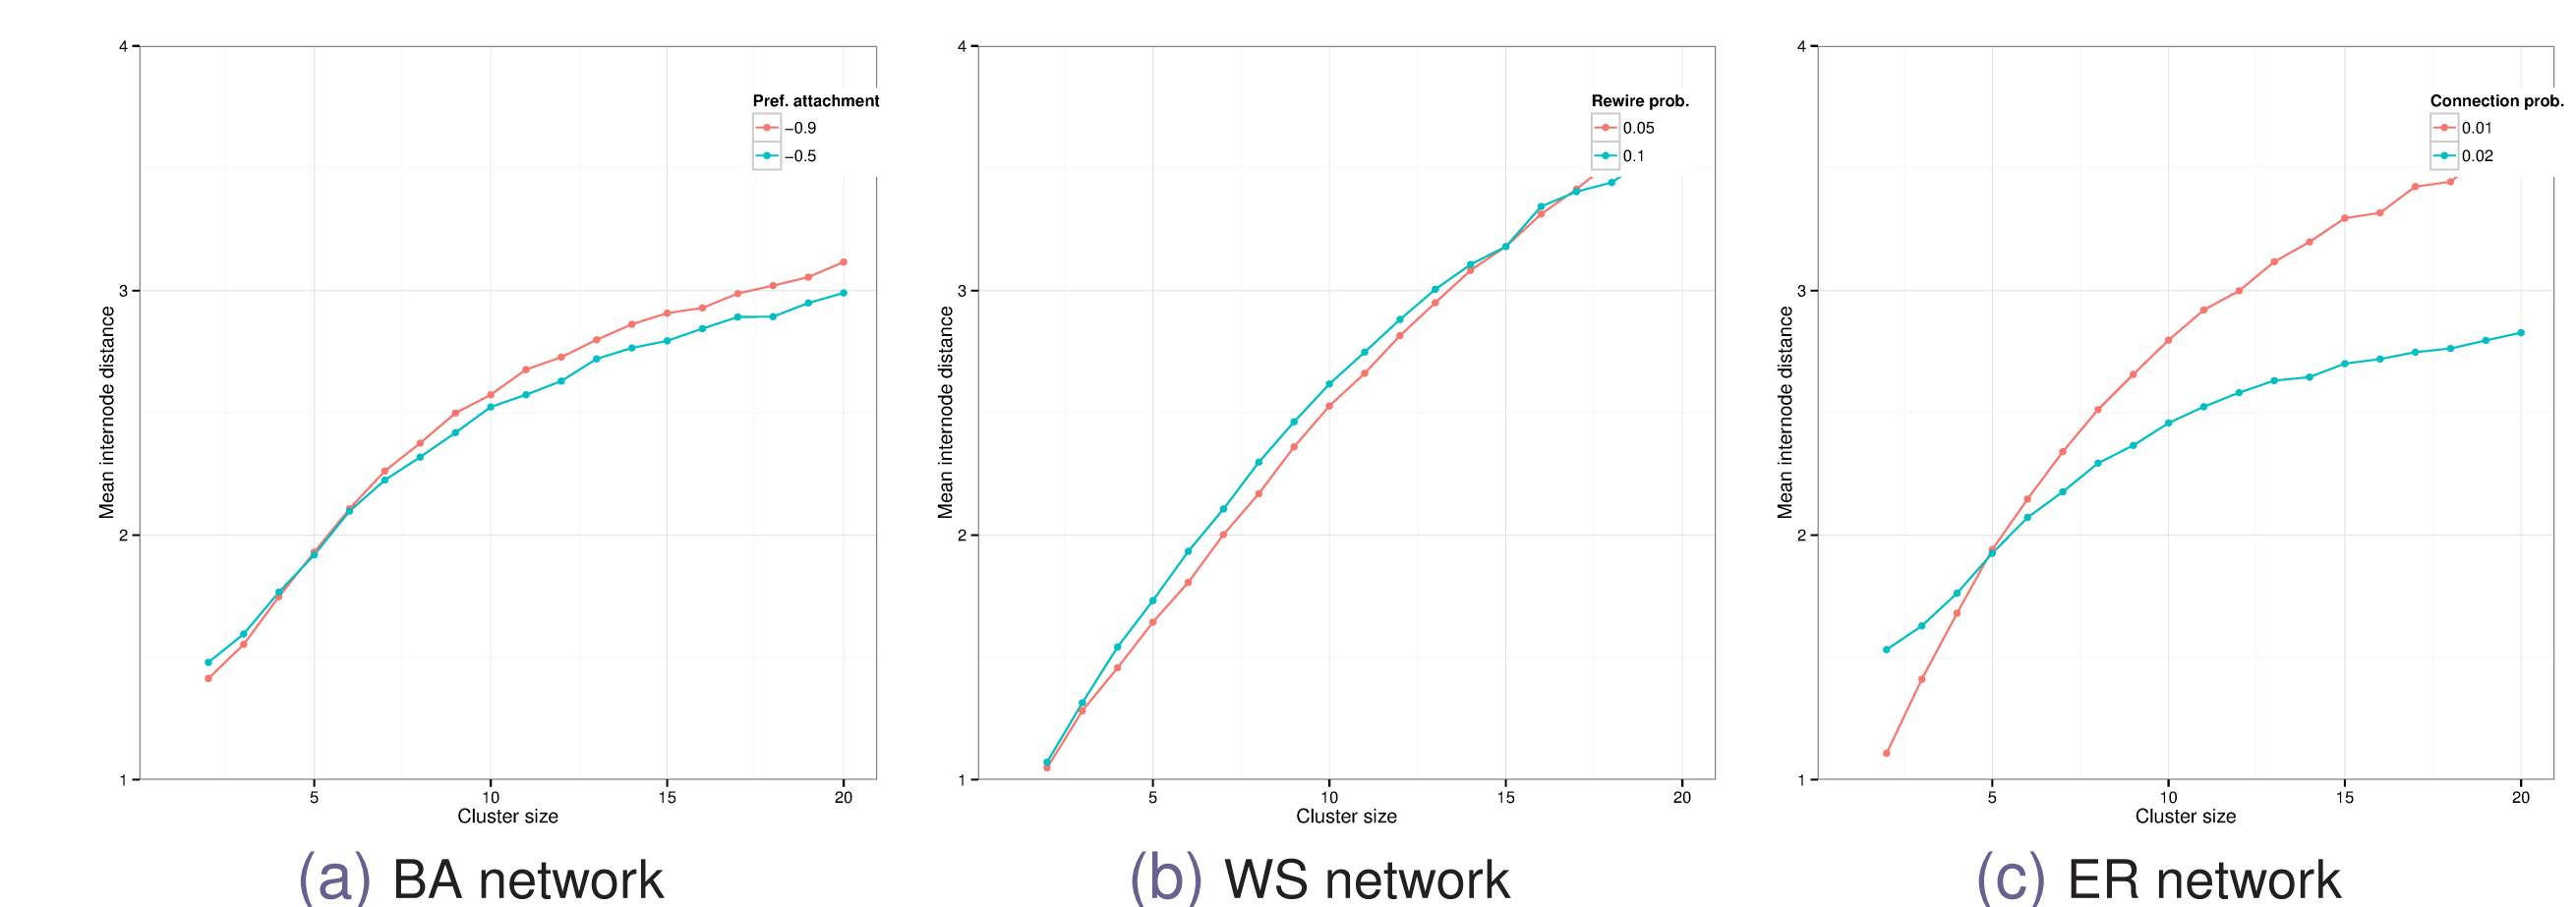 4
3
2
1
Mean internode distance
5 10 15 20
Cluster size
Pref. attachment
−0.9
−0.5
(a) BA network
4
3
2
1
Mean internode distance
5 10 15 20
Cluster size
Rewire prob.
0.05
0.1
(b) WS network
4
3
2
1
Mean internode distance
5 10 15 20
Cluster size
Connection prob.
0.01
0.02
(c) ER network